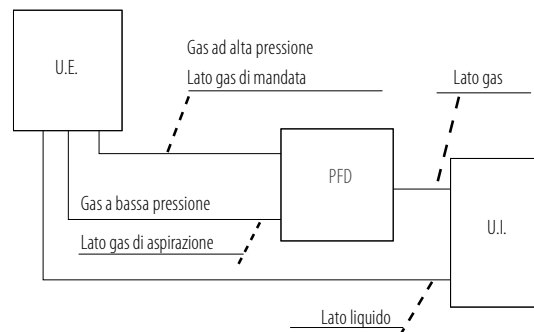 Gas ad alta pressione
U.E.
Lato gas di mandata
Lato gas
PFD
Gas a bassa pressione
U.I.
Lato gas di aspirazione
Lato liquido